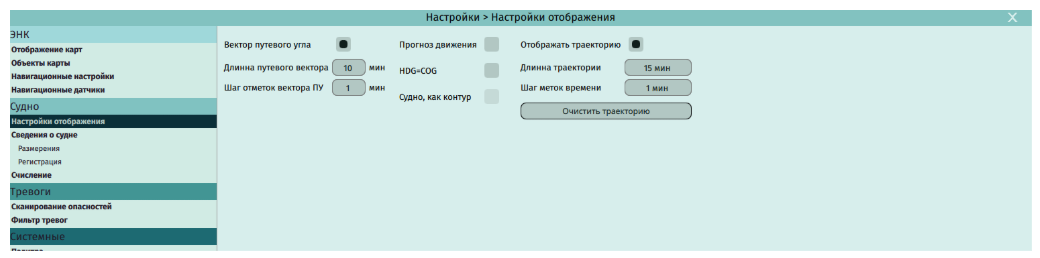 Настройки > Настройки отображения X
ЭНК
Отображение карт
Объекты карты
Навигационные настройки
Навигационные датчики
Судно
Настройки отображения
Сведения о судне
Размерения
Регистрация
Счисление
Тревоги
Сканирование опасностей
Фильтр тревог
Системные
Вектор путевого угла
Длинна путевого вектора 10 мин
Шаг отметок вектора ПУ 1 мин
Прогноз движения
HDG=COG
Судно, как контур
Отображать траекторию
Длинна траектории 15 мин
Шаг меток времени 1 мин
Очистить траекторию